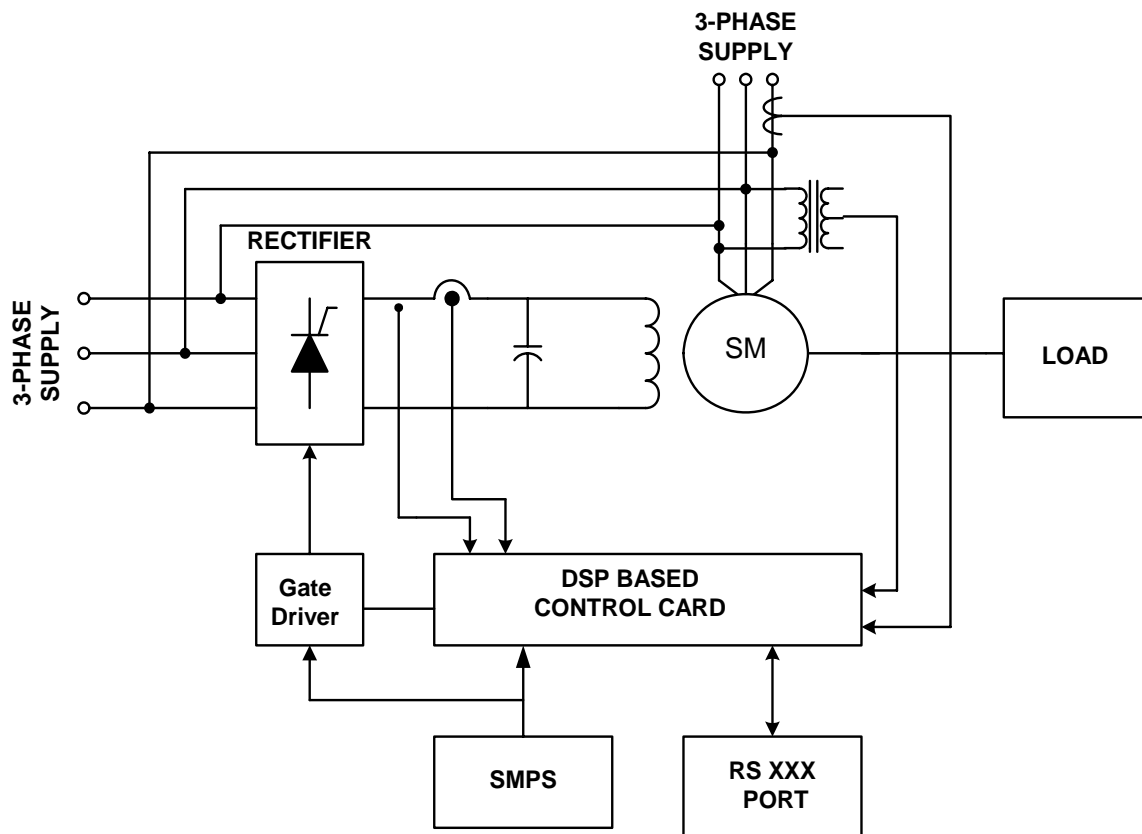 3-PHASE
SUPPLY
RECTIFIER
3-PHASE
SUPPLY
SM
LOAD
Gate
Driver
DSP BASED
CONTROL CARD
SMPS
RS XXX
PORT